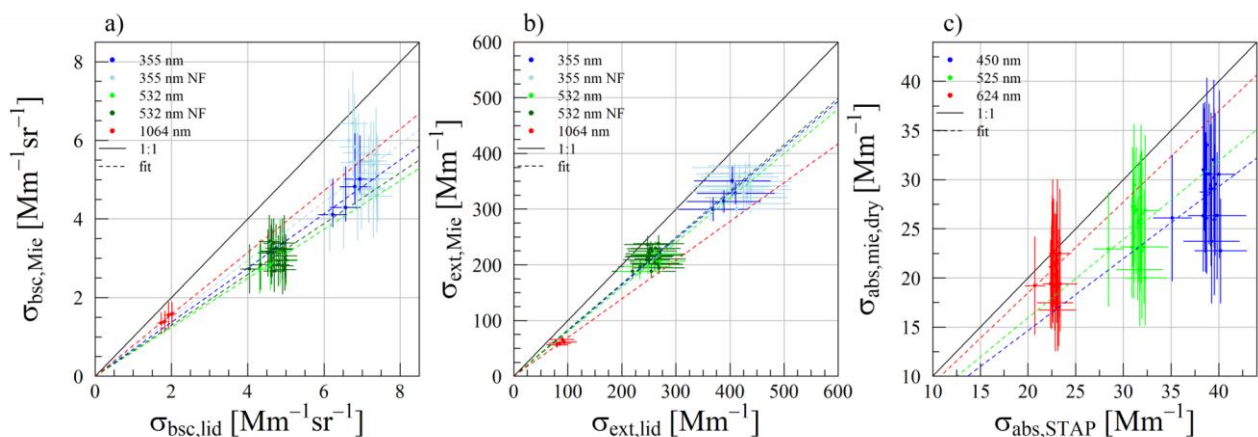 a)
σbsc,Mie [Mm−1sr−1]
8
6
4
2
0
355 nm
355 nm NF
532 nm
532 nm NF
1064 nm
1:1
fit
0 2 4 6 8
σbsc,lid [Mm−1sr−1]
b)
σext,Mie [Mm−1]
600
500
400
300
200
100
0
355 nm
355 nm NF
532 nm
532 nm NF
1064 nm
1:1
fit
0 100 200 300 400 500 600
σext,lid [Mm−1]
c)
σabs,mie,dry [Mm−1]
40
35
30
25
20
15
10
450 nm
525 nm
624 nm
1:1
fit
10 15 20 25 30 35 40
σabs,STAP [Mm−1]